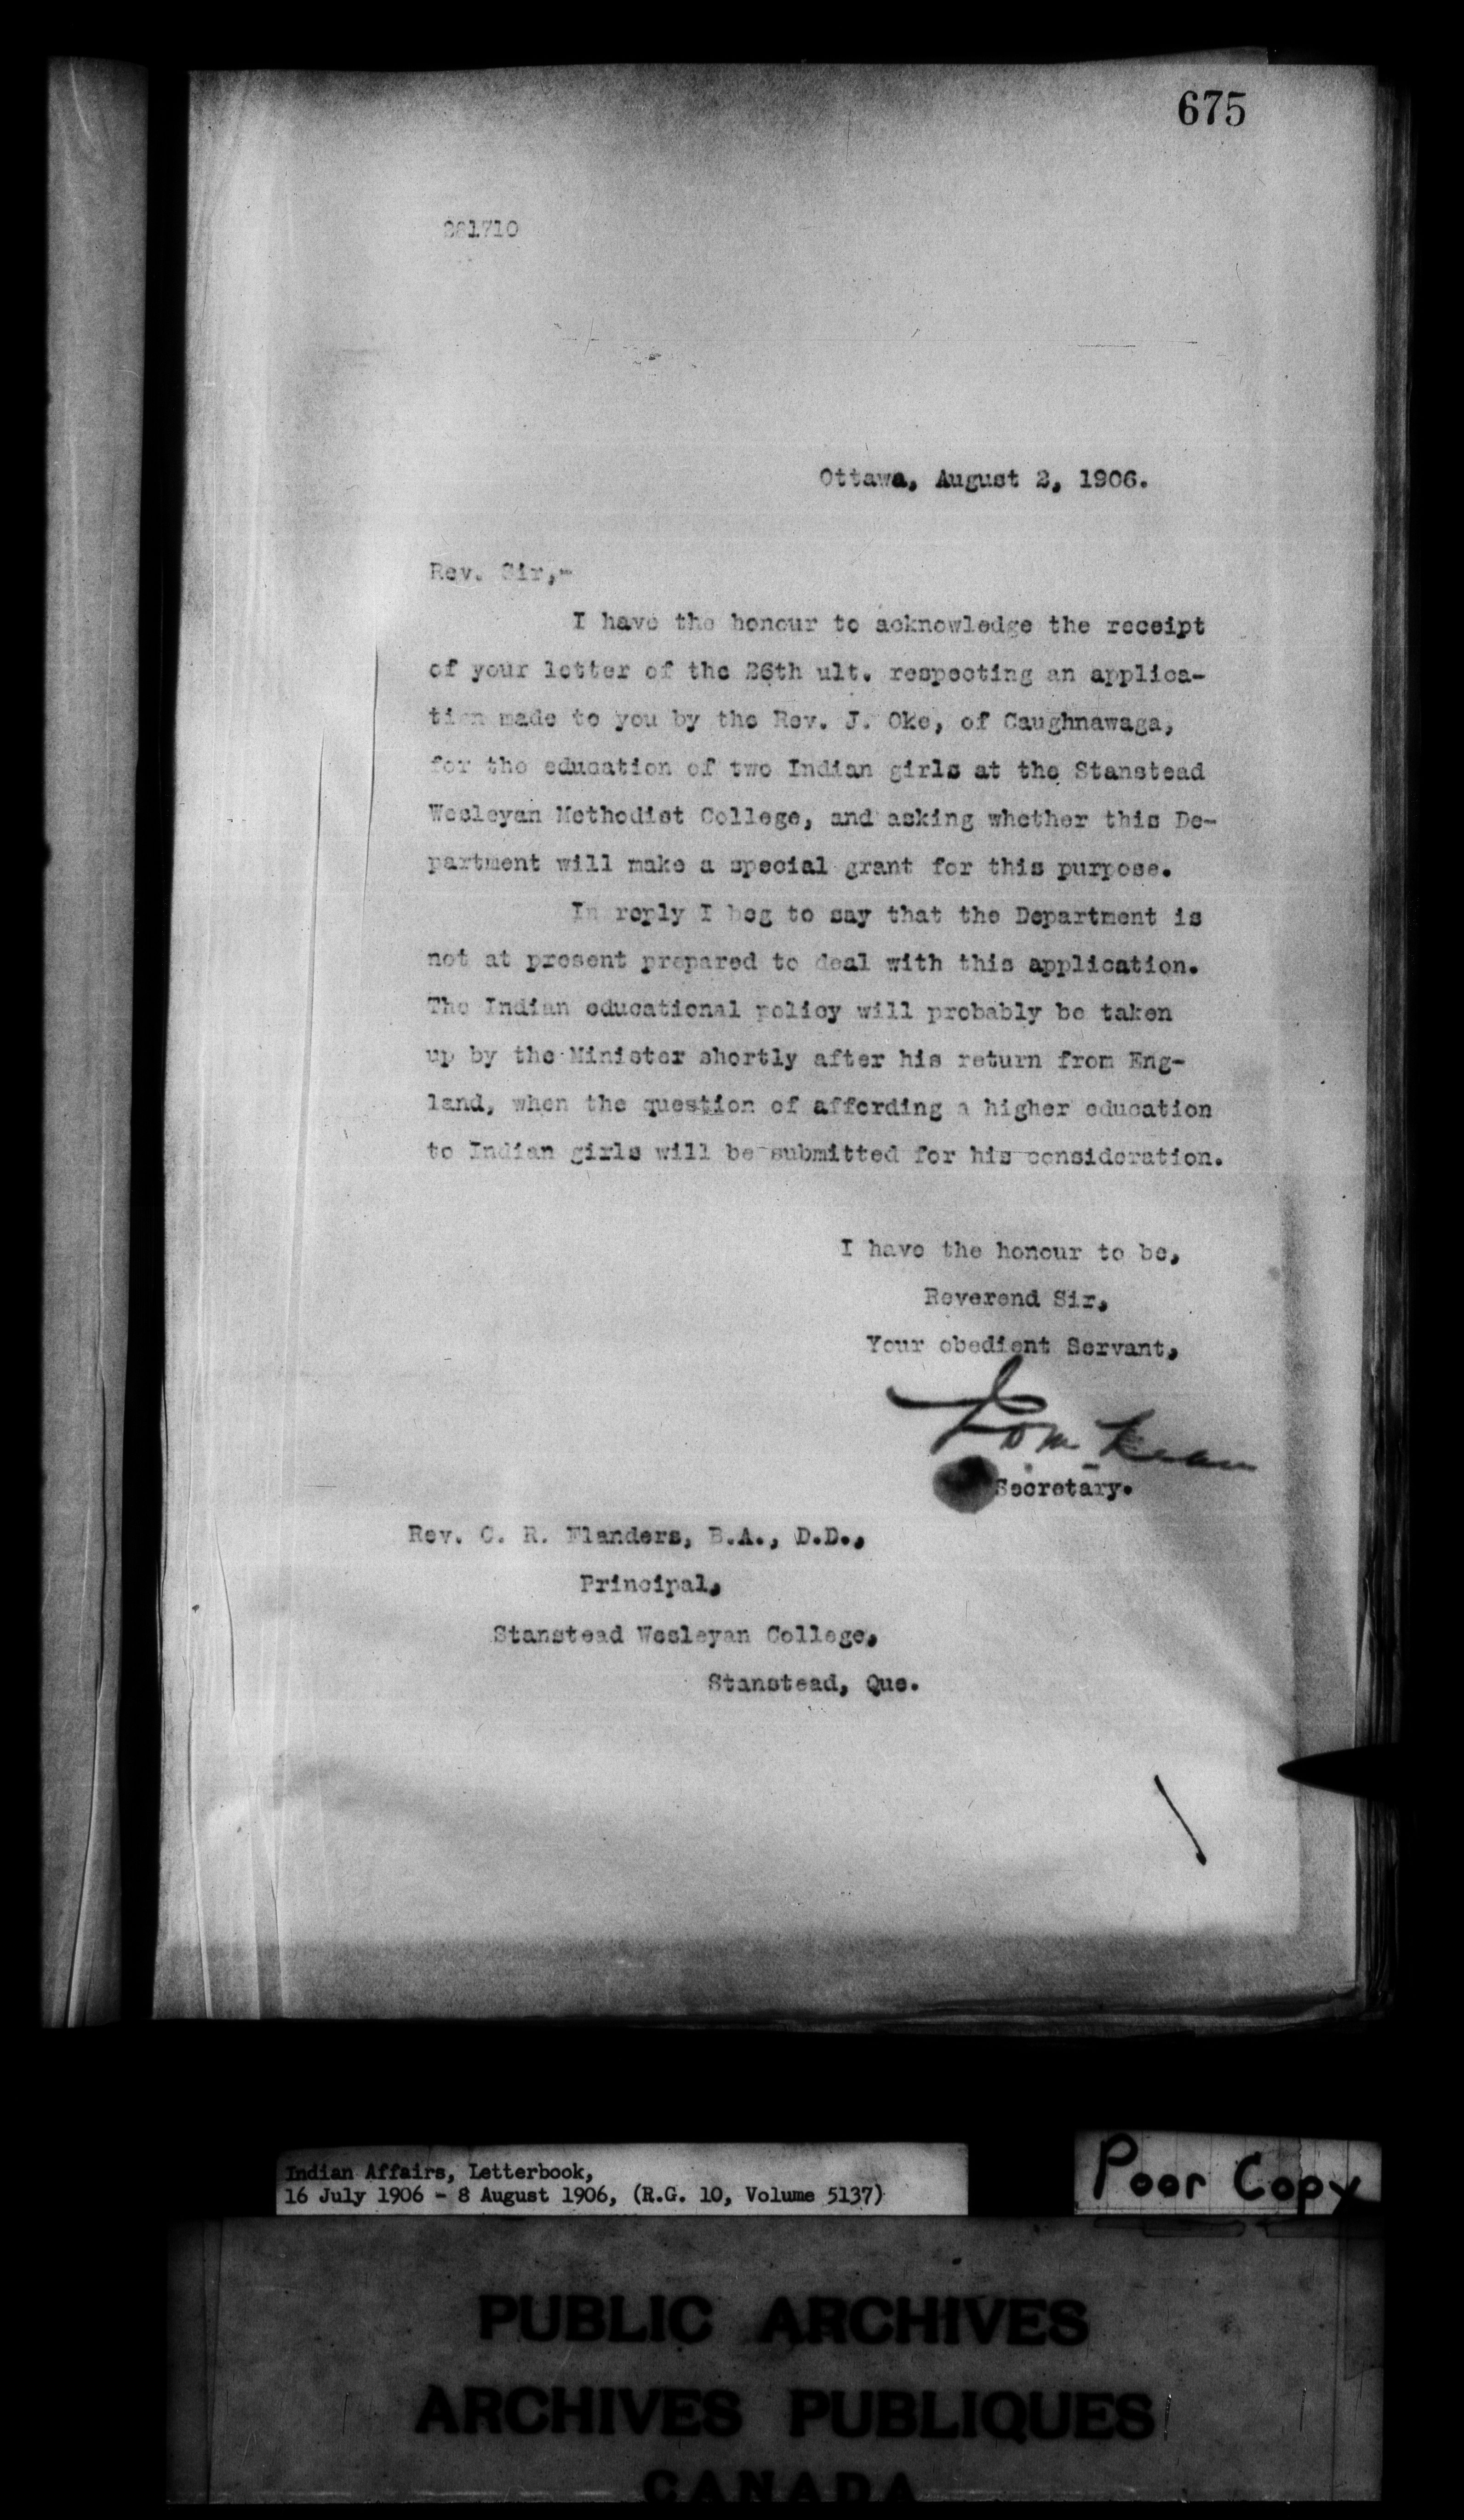 675
Ottawa, August 2, 1906.
Rev. Sir,-
I have the honour to acknowledge the receipt
of your letter of the 26th ult. respecting an applica-
tion made to you by the Rev. J. Oke, of Caughnawaga,
for the education of two Indian girls at the Stanstead
Wesleyan Methodist College, and asking whether this De-
partment will make a special grant for this purpose.
In reply I beg to say that the Department is
not at present prepared to deal with this application.
The Indian educational policy will probably be taken
up by the Minister shortly after his return from Eng-
land, when the question of affording a higher education
to Indian girls will be submitted for his consideration.
I have the honour to be,
Reverend Sir,
Your obedient Servant,
Secretary.
Rev. C. R. Flanders, B.A., D.D.,
Principal,
Stanstead Wesleyan College,
Stanstead, Que.
Indian Affairs, Letterbook,
16 July 1906 - 8 August 1906, (R.G. 10, Volume 5137)
Poor Copy
PUBLIC ARCHIVES
ARCHIVES PUBLIQUES
CANADA